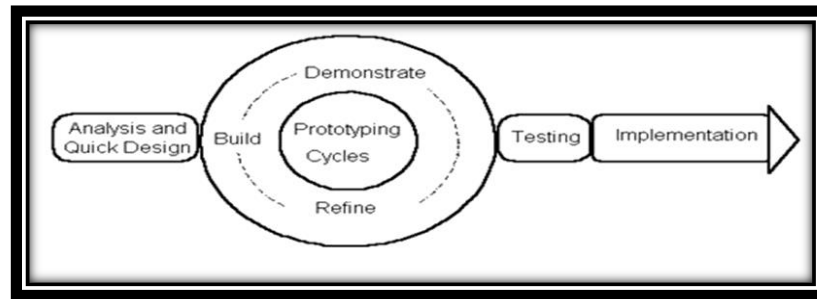 Analysis and
Quick Design
Build
Demonstrate
Prototyping
Cycles
Refine
Testing
Implementation